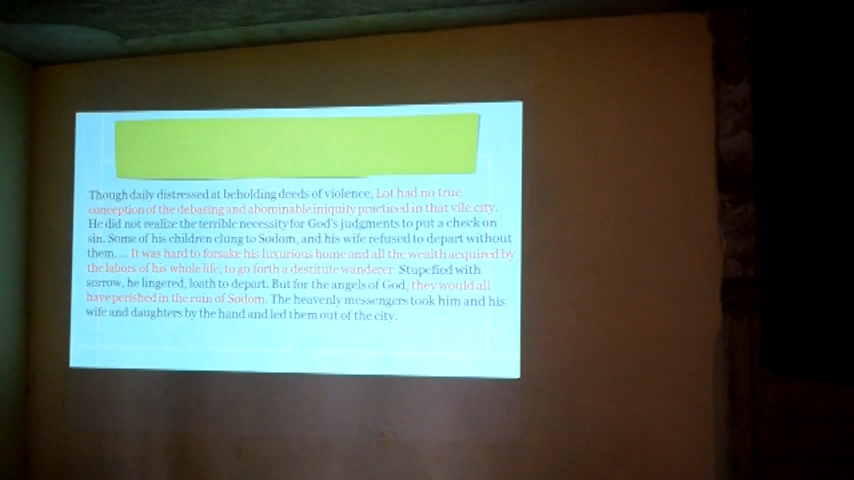 Though daily distressed at beholding deeds of violence, Lot had no true
conception of the debasing and abominable iniquity practiced in that vile city.
He did not realize the terrible necessity for God's judgments to put a check on
sin. Some of his children clung to Sodom, and his wife refused to depart without
them.... It was hard to forsake his luxurious home and all the wealth acquired by
the labors of his whole life, to go forth a destitute wanderer. Stupefied with
sorrow, he lingered, loath to depart. But for the angels of God, they would all
have perished in the ruin of Sodom. The heavenly messengers took him and his
wife and daughters by the hand and led them out of the city.